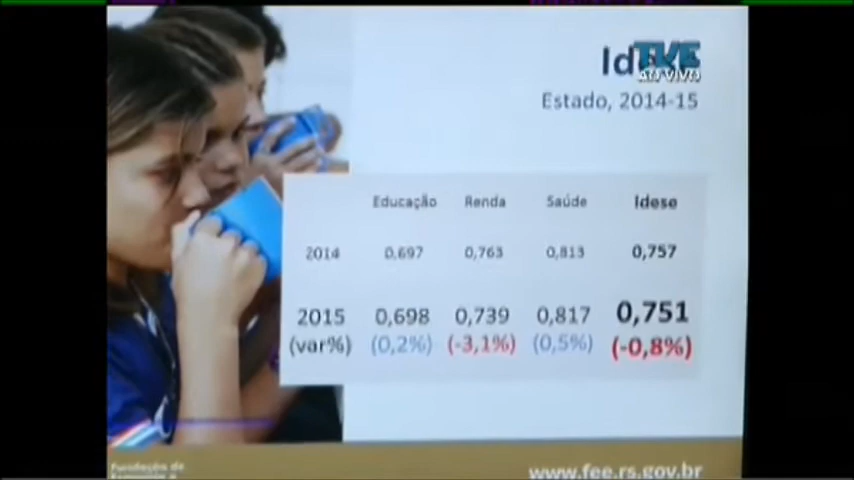 TVE
AO VIVO
Estado, 2014-15
Educação Renda Saúde Idese
2014 0,697 0,763 0,813 0,757
2015 0,698 0,739 0,817 0,751
(var%) (0,2%) (-3,1%) (0,5%) (-0,8%)
Fundação de
www.fee.rs.gov.br